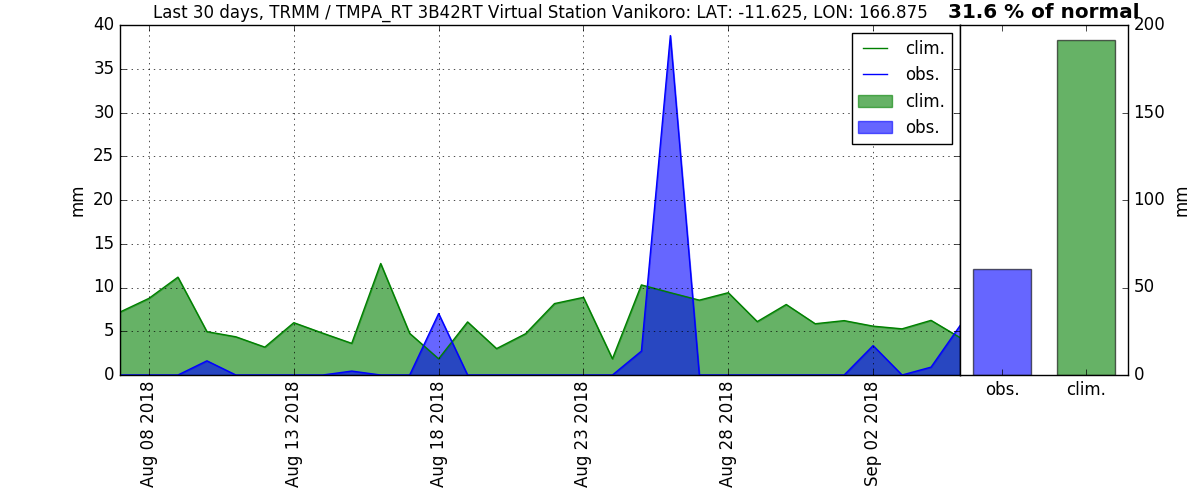 Last 30 days, TRMM / TMPA_RT 3B42RT Virtual Station Vanikoro: LAT: -11.625, LON: 166.875
31.6 % of normal
40
35
30
25
20
15
10
5
0
mm
clim.
obs.
clim.
obs.
200
150
100
50
0
mm
Aug 08 2018
Aug 13 2018
Aug 18 2018
Aug 23 2018
Aug 28 2018
Sep 02 2018
obs.
clim.